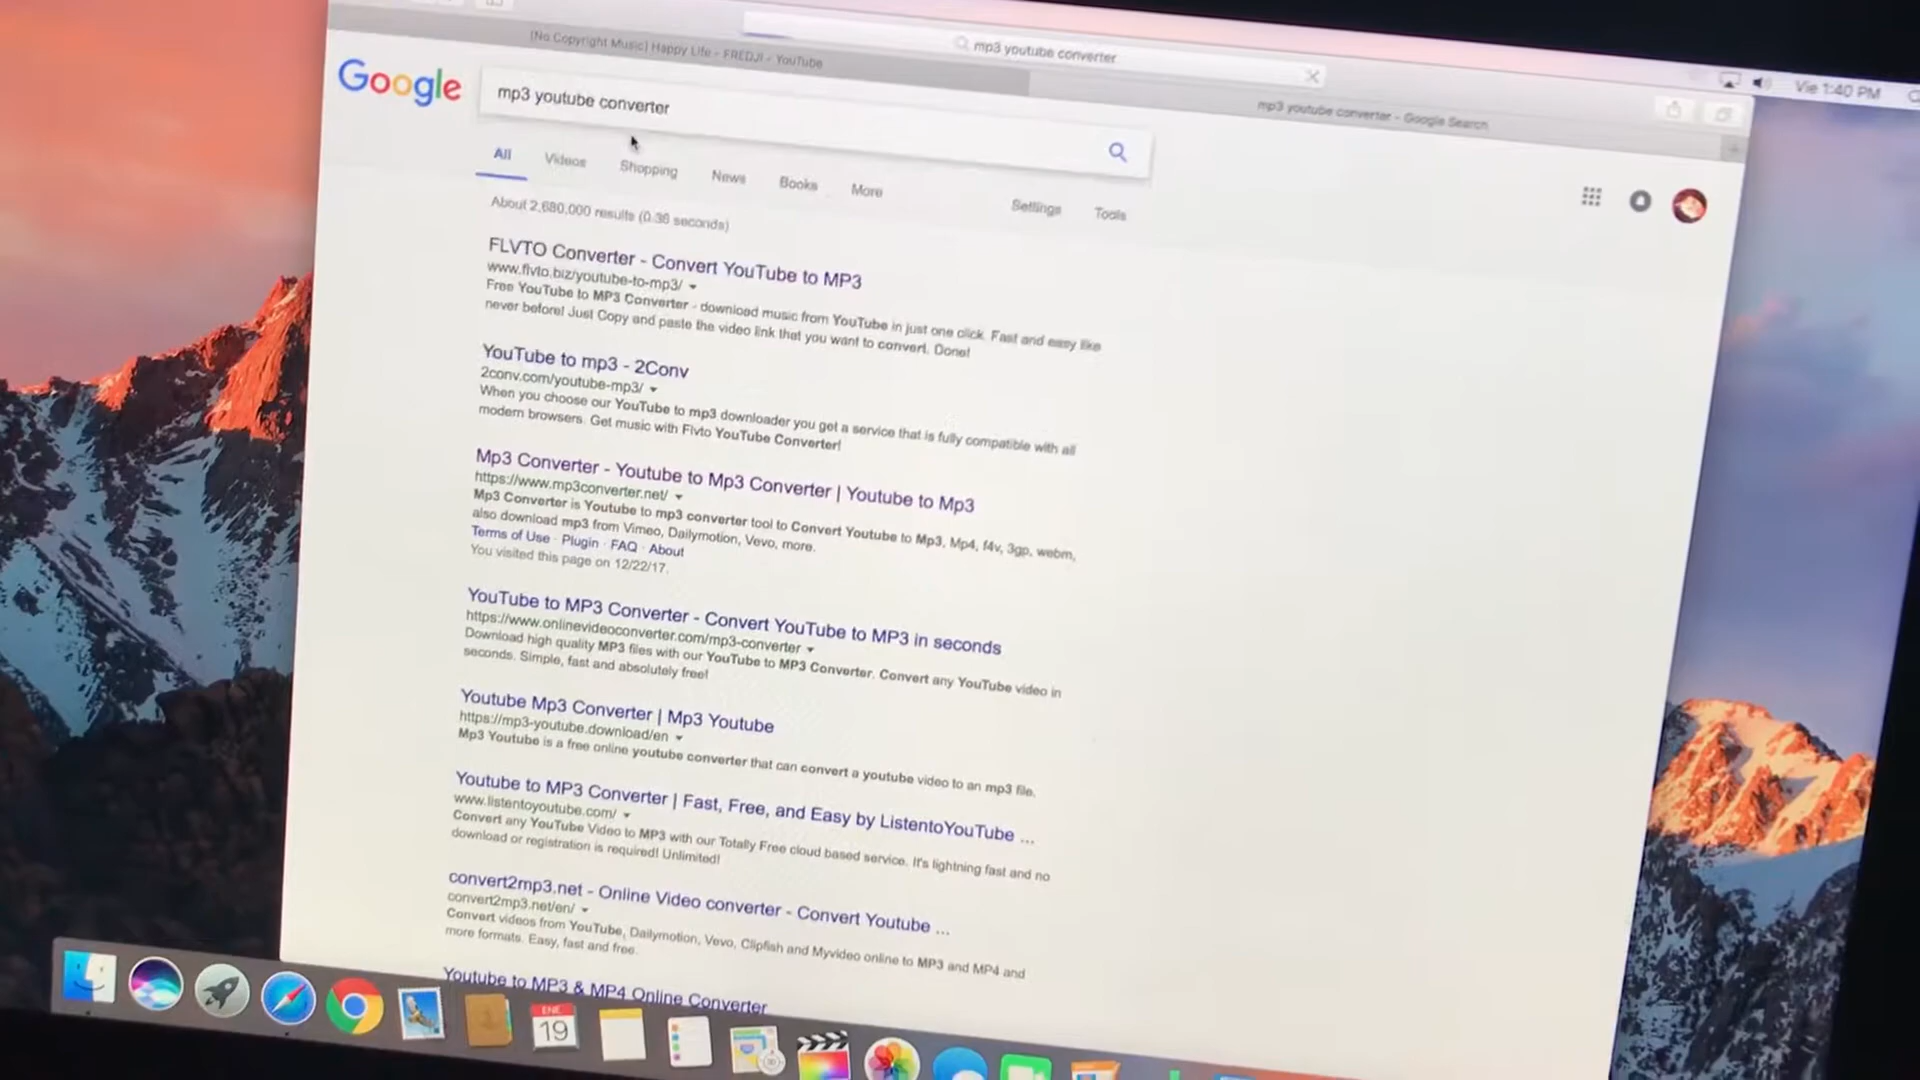 mp3 youtube converter
(No Copyright Music) Happy Life - FREDJI - YouTube
mp3 youtube converter - Google Search
Vie 1:40 PM
Google
mp3 youtube converter
All Videos Shopping News Books More Settings Tools
About 2,680,000 results (0.36 seconds)
FLVTO Converter - Convert YouTube to MP3
www.flvto.biz/youtube-to-mp3/
Free YouTube to MP3 Converter - download music from YouTube in just one click. Fast and easy like
never before! Just Copy and paste the video link that you want to convert. Done!
YouTube to mp3 - 2Conv
2conv.com/youtube-mp3/
When you choose our YouTube to mp3 downloader you get a service that is fully compatible with all
modern browsers. Get music with Flvto YouTube Converter!
Mp3 Converter - Youtube to Mp3 Converter | Youtube to Mp3
https://www.mp3converter.net/
Mp3 Converter is Youtube to mp3 converter tool to Convert Youtube to Mp3, Mp4, f4v, 3gp, webm,
also download mp3 from Vimeo, Dailymotion, Vevo, more.
Terms of Use · Plugin · FAQ · About
You visited this page on 12/22/17.
YouTube to MP3 Converter - Convert YouTube to MP3 in seconds
https://www.onlinevideoconverter.com/mp3-converter
Download high quality MP3 files with our YouTube to MP3 Converter. Convert any YouTube video in
seconds. Simple, fast and absolutely free!
Youtube Mp3 Converter | Mp3 Youtube
https://mp3-youtube.download/en
Mp3 Youtube is a free online youtube converter that can convert a youtube video to an mp3 file.
Youtube to MP3 Converter | Fast, Free, and Easy by ListentoYouTube ...
www.listentoyoutube.com/
Convert any YouTube Video to MP3 with our Totally Free cloud based service. It's lightning fast and no
download or registration is required! Unlimited!
convert2mp3.net - Online Video converter - Convert Youtube ...
convert2mp3.net/en/
Convert videos from YouTube, Dailymotion, Vevo, Clipfish and Myvideo online to MP3 and MP4 and
more formats. Easy, fast and free.
Youtube to MP3 & MP4 Online Converter
ENE
19